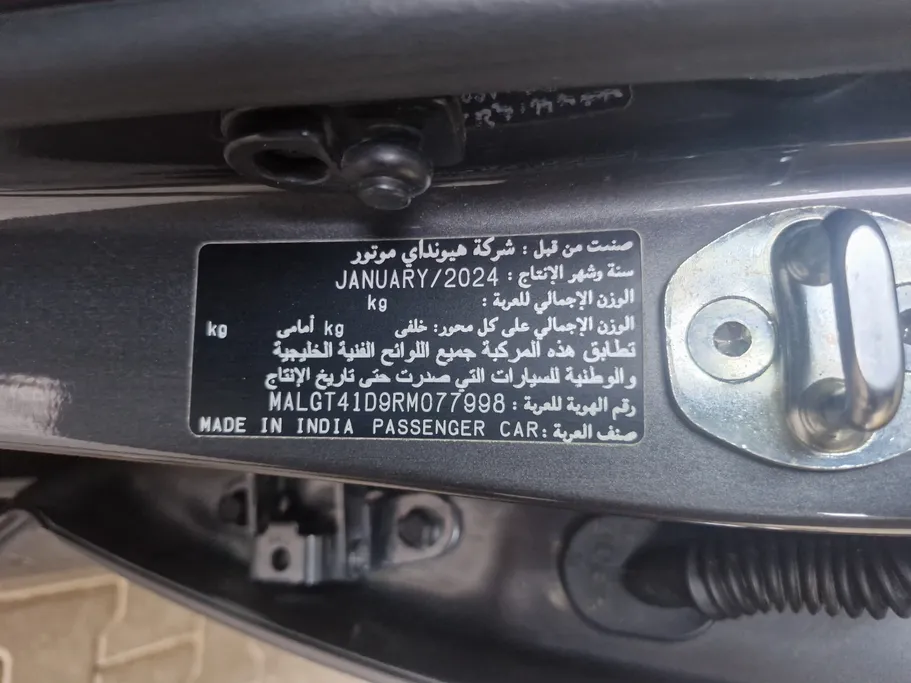 صنعت من قبل : شركة هيونداي موتور
سنة وشهر الإنتاج : JANUARY/2024
الوزن الإجمالي للعربة : kg
الوزن الإجمالي على كل محور: خلفى kg أمامى kg
تطابق هذه المركبة جميع اللوائح الفنية الخليجية
والوطنية للسيارات التي صدرت حتى تاريخ الإنتاج
رقم الهوية للعربة : MALGT41D9RM077998
صنف العربة : MADE IN INDIA PASSENGER CAR